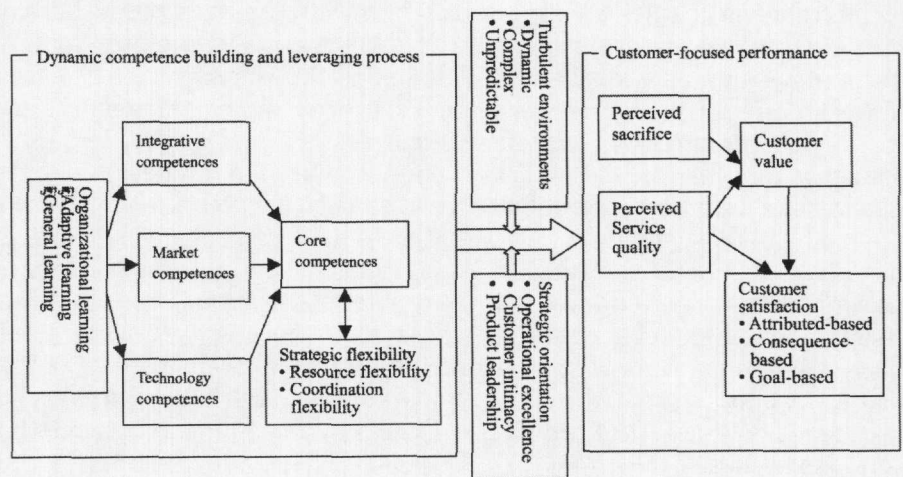 Dynamic competence building and leveraging process
Organizational learning
Adaptive learning
General learning
Integrative
competences
Market
competences
Technology
competences
Core
competences
Strategic flexibility
• Resource flexibility
• Coordination
flexibility
Turbulent environments
• Dynamic
• Complex
Unpredictable
Strategic orientation
• Operational excellence
• Customer intimacy
• Product leadership
Customer-focused performance
Perceived
sacrifice
Perceived
Service
quality
Customer
value
Customer
satisfaction
• Attributed-based
• Consequence-
based
• Goal-based